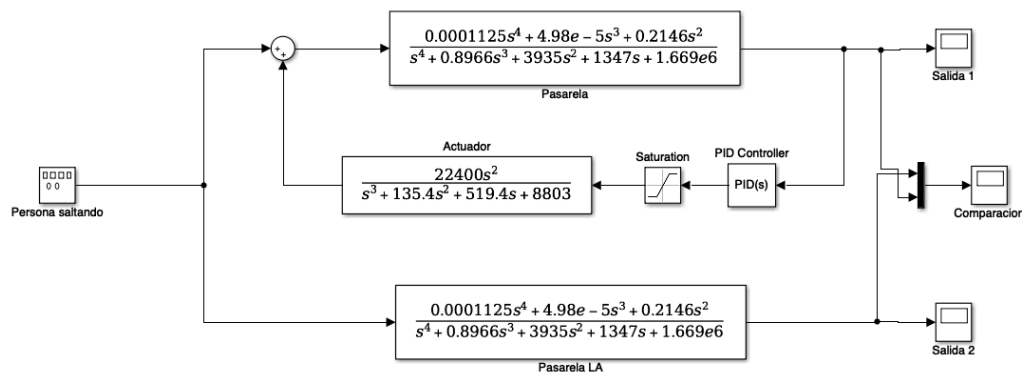 0.0001125s⁴ + 4.98e − 5s³ + 0.2146s²
s⁴ + 0.8966s³ + 3935s² + 1347s + 1.669e6
Pasarela
Salida 1
Actuador
22400s²
s³ + 135.4s² + 519.4s + 8803
Saturation
PID Controller
PID(s)
Persona saltando
Comparacion
0.0001125s⁴ + 4.98e − 5s³ + 0.2146s²
s⁴ + 0.8966s³ + 3935s² + 1347s + 1.669e6
Pasarela LA
Salida 2